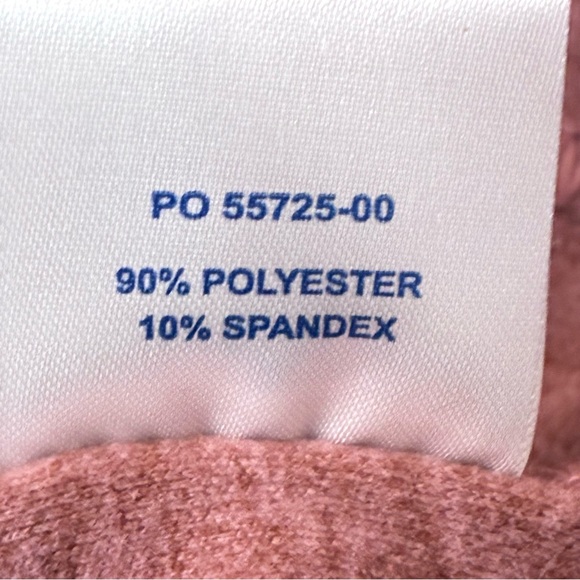 PO 55725-00
90% POLYESTER
10% SPANDEX